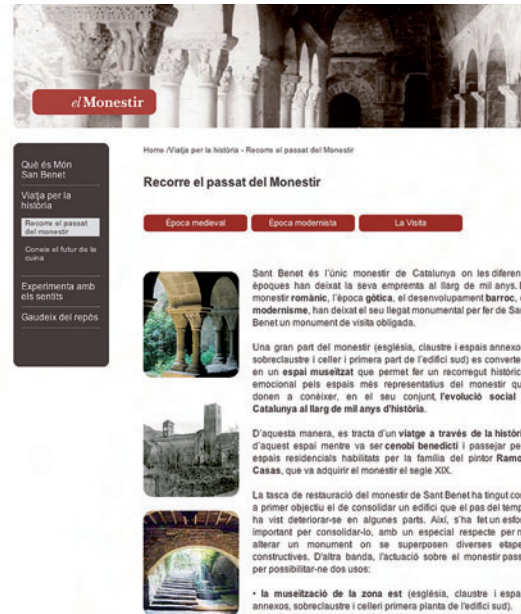 el Monestir
Home /Viatja per la història - Recorre el passat del Monestir
Què és Món
San Benet
Viatja per la
història
Recorre el passat
del monestir
Coneix el futur de la
cuina
Experimenta amb
els sentits
Gaudeix del repòs
Recorre el passat del Monestir
Època medieval
Època modernista
La Visita
Sant Benet és l'únic monestir de Catalunya on les diferen
èpoques han deixat la seva empremta al llarg de mil anys.
monestir romànic, l'època gòtica, el desenvolupament barroc,
modernisme, han deixat el seu llegat monumental per fer de San
Benet un monument de visita obligada.
Una gran part del monestir (església, claustre i espais annexo
sobreclaustre i celler i primera part de l'edifici sud) es converte
en un espai museïtzat que permet fer un recorregut històric
emocional pels espais més representatius del monestir qu
donen a conèixer, en el seu conjunt, l'evolució social
Catalunya al llarg de mil anys d'història.
D'aquesta manera, es tracta d'un viatge a través de la històri
d'aquest espai mentre va ser cenobi benedictí i passejar pe
espais residencials habilitats per la família del pintor Ramo
Casas, que va adquirir el monestir el segle XIX.
La tasca de restauració del monestir de Sant Benet ha tingut co
a primer objectiu el de consolidar un edifici que el pas del temp
ha vist deteriorar-se en algunes parts. Així, s'ha fet un esfor
important per consolidar-lo, amb un especial respecte per n
alterar un monument on se superposen diverses etape
constructives. D'altra banda, l'actuació sobre el monestir pass
per possibilitar-ne dos usos:
• la museïtzació de la zona est (església, claustre i espa
annexos, sobreclaustre i celleri primera planta de l'edifici sud).